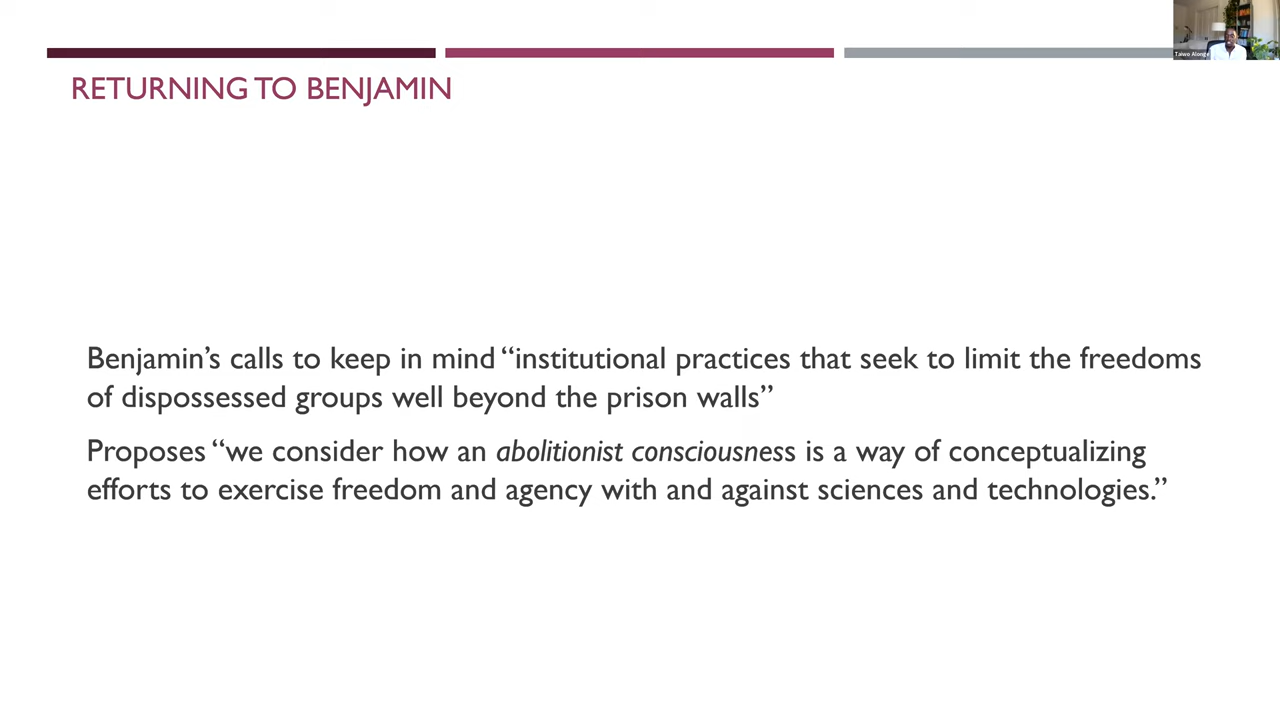 Taiwo Alonge
RETURNING TO BENJAMIN
Benjamin’s calls to keep in mind “institutional practices that seek to limit the freedoms
of dispossessed groups well beyond the prison walls”
Proposes “we consider how an abolitionist consciousness is a way of conceptualizing
efforts to exercise freedom and agency with and against sciences and technologies.”